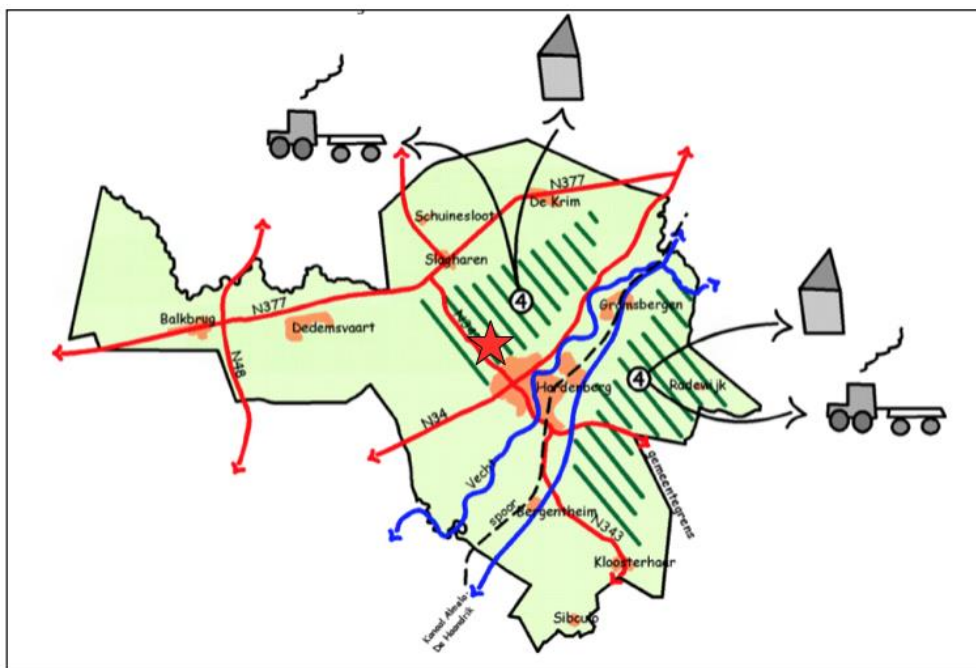 N377
De Krim
Schuinesloot
Slagharen
4
Gramsbergen
N377
Balkbrug
Dedemsvaart
N48
Hardenberg
4
Radewijk
N34
Vecht
spoor
gemeentegrens
Bergentheim
N343
Kloosterhaar
Kanaal Almelo-
De Haandrik
Sibculo